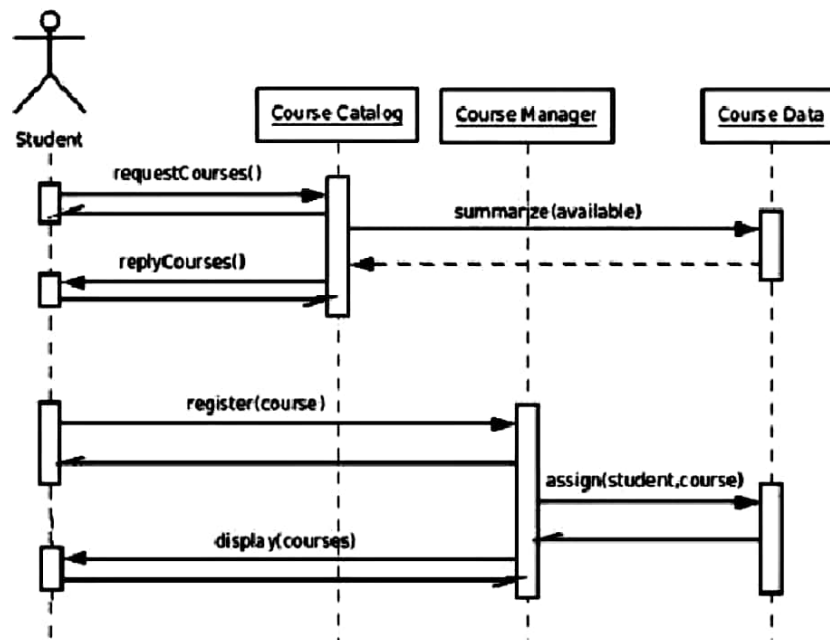 Student
Course Catalog
Course Manager
Course Data
requestCourses()
summarize(available)
replyCourses()
register(course)
assign(student,course)
display(courses)